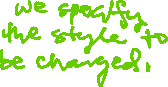 we specify
the style to
be changed.